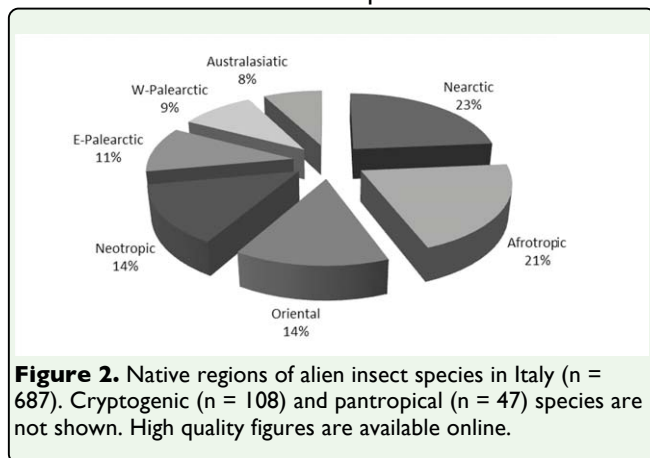 Australasiatic
8%
W-Palearctic
9%
E-Palearctic
11%
Neotropic
14%
Oriental
14%
Afrotropic
21%
Nearctic
23%
Figure 2. Native regions of alien insect species in Italy (n =
687). Cryptogenic (n = 108) and pantropical (n = 47) species are
not shown. High quality figures are available online.